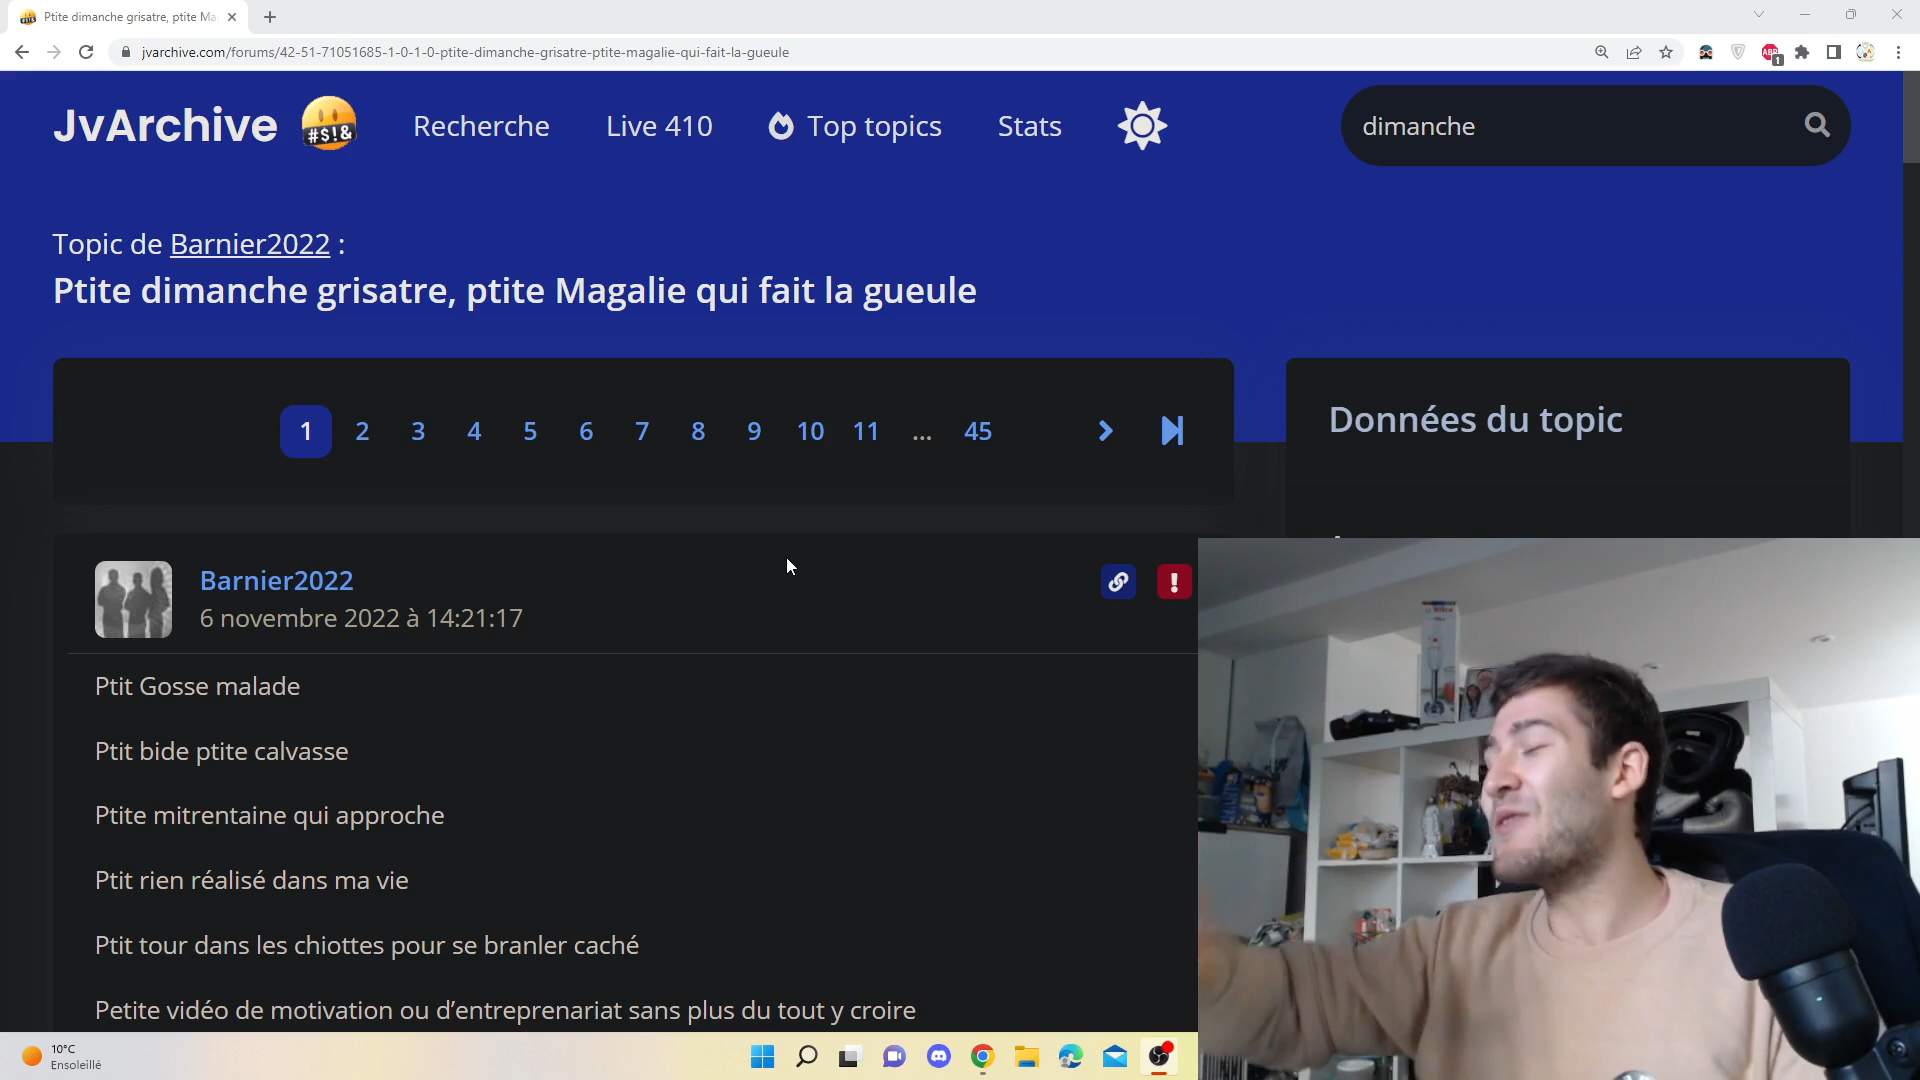 Ptite dimanche grisatre, ptite Ma
jvarchive.com/forums/42-51-71051685-1-0-1-0-ptite-dimanche-grisatre-ptite-magalie-qui-fait-la-gueule
ABP
1
JvArchive
#$!&
Recherche
Live 410
Top topics
Stats
dimanche
Topic de Barnier2022 :
Ptite dimanche grisatre, ptite Magalie qui fait la gueule
1 2 3 4 5 6 7 8 9 10 11 ... 45
Données du topic
Barnier2022
6 novembre 2022 à 14:21:17
Ptit Gosse malade
Ptit bide ptite calvasse
Ptite mitrentaine qui approche
Ptit rien réalisé dans ma vie
Ptit tour dans les chiottes pour se branler caché
Petite vidéo de motivation ou d’entreprenariat sans plus du tout y croire
10°C
Ensoleillé